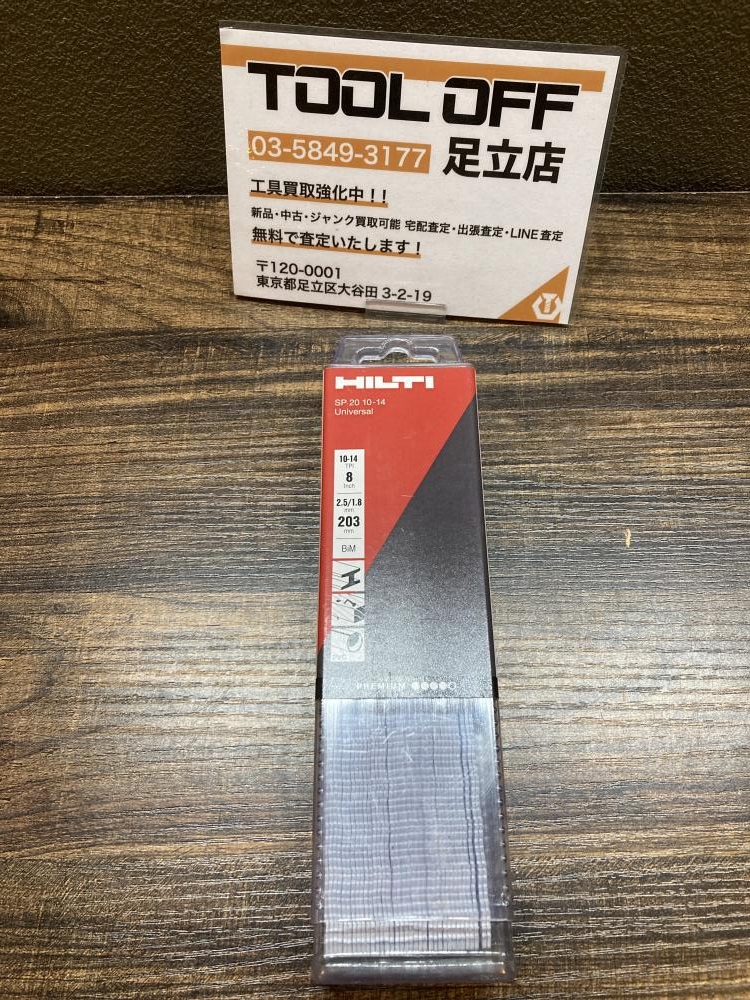 TOOL OFF
03-5849-3177 足立店
工具買取強化中！！
新品・中古・ジャンク買取可能 宅配査定・出張査定・LINE査定
無料で査定いたします！
〒120-0001
東京都足立区大谷田3-2-19
HILTI
SP 20 10-14
Universal
10-14
TPI
8
Inch
2.5/1.8
mm
203
mm
BiM
PREMIUM